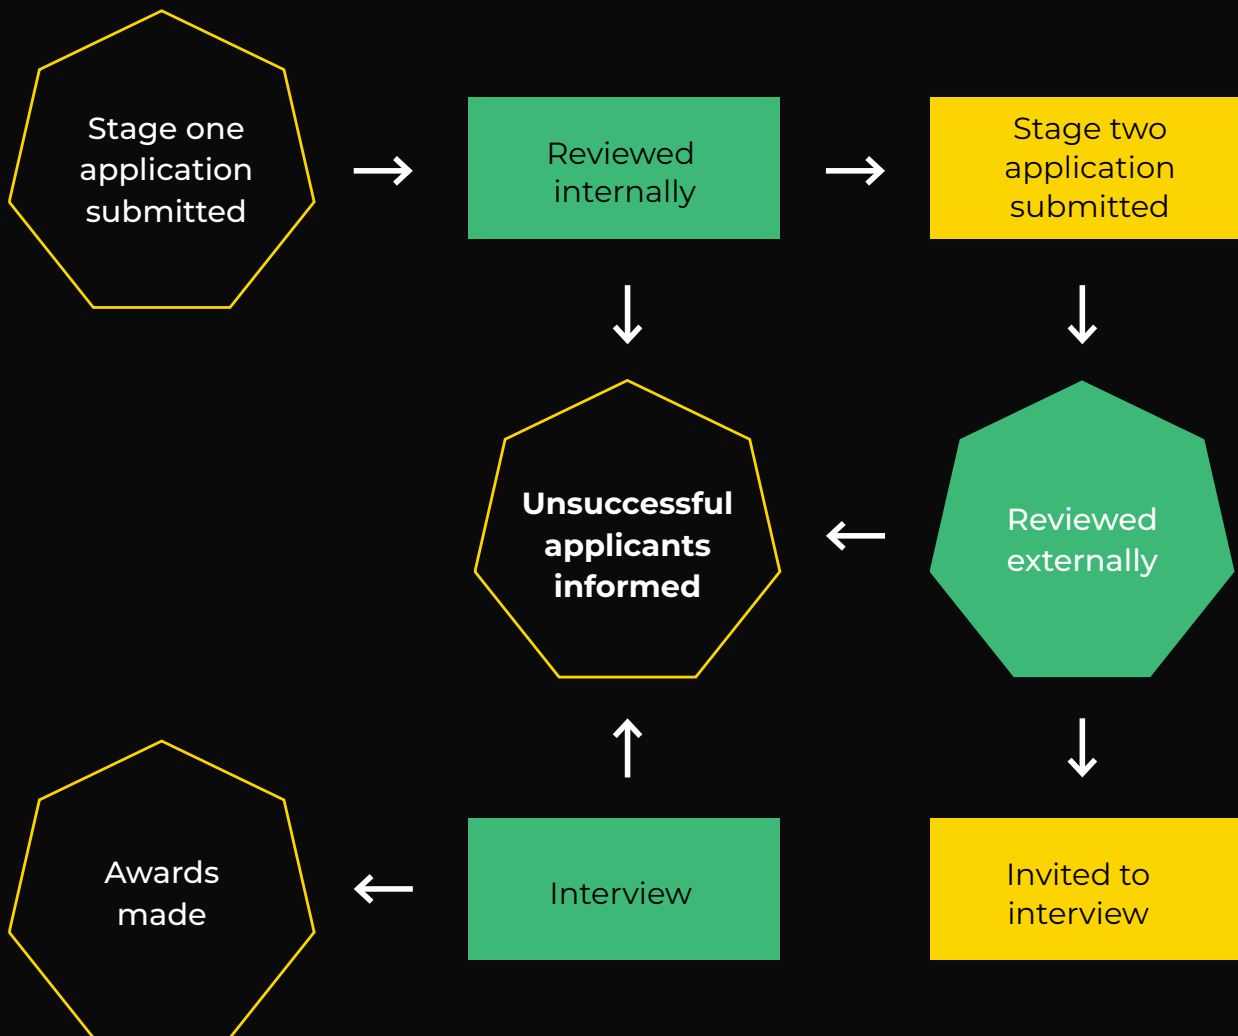 Stage one
application
submitted
Reviewed
internally
Stage two
application
submitted
Unsuccessful
applicants
informed
Reviewed
externally
Awards
made
Interview
Invited to
interview